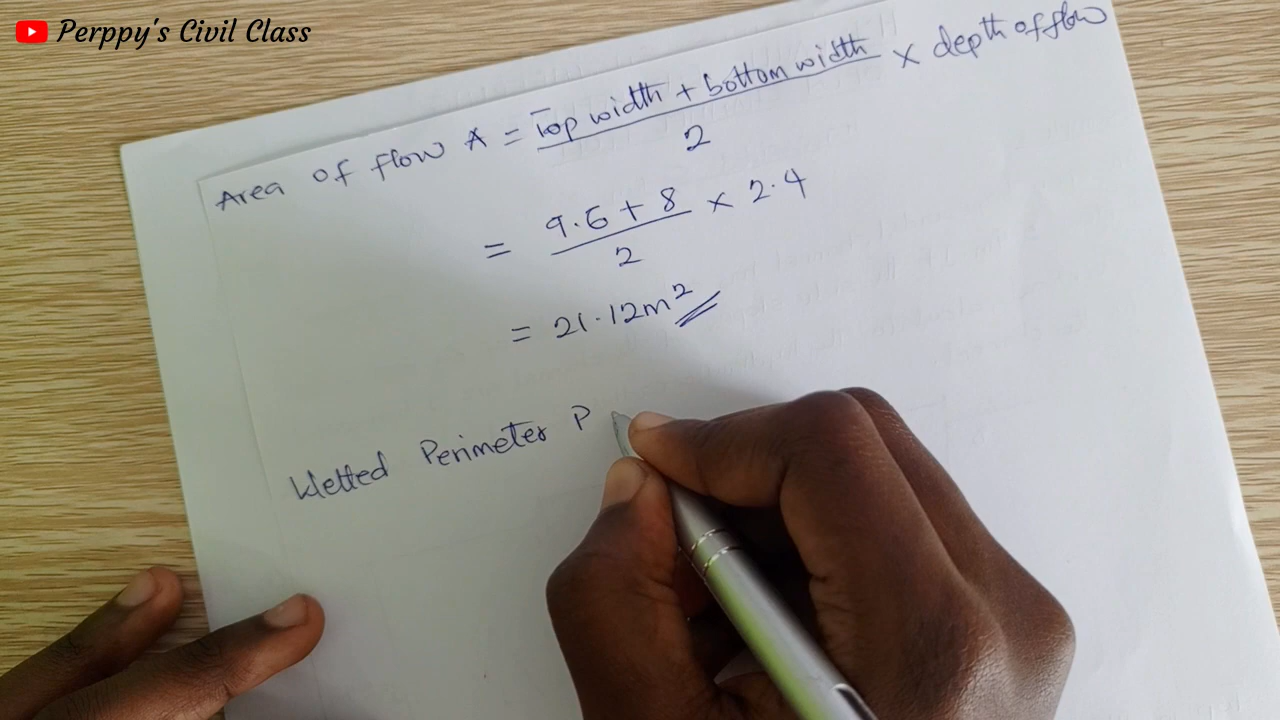 Perppy's Civil Class
Area of flow A = Top width + bottom width / 2 × depth of flow
= 9.6 + 8 / 2 × 2.4
= 21.12m²
Wetted Perimeter P